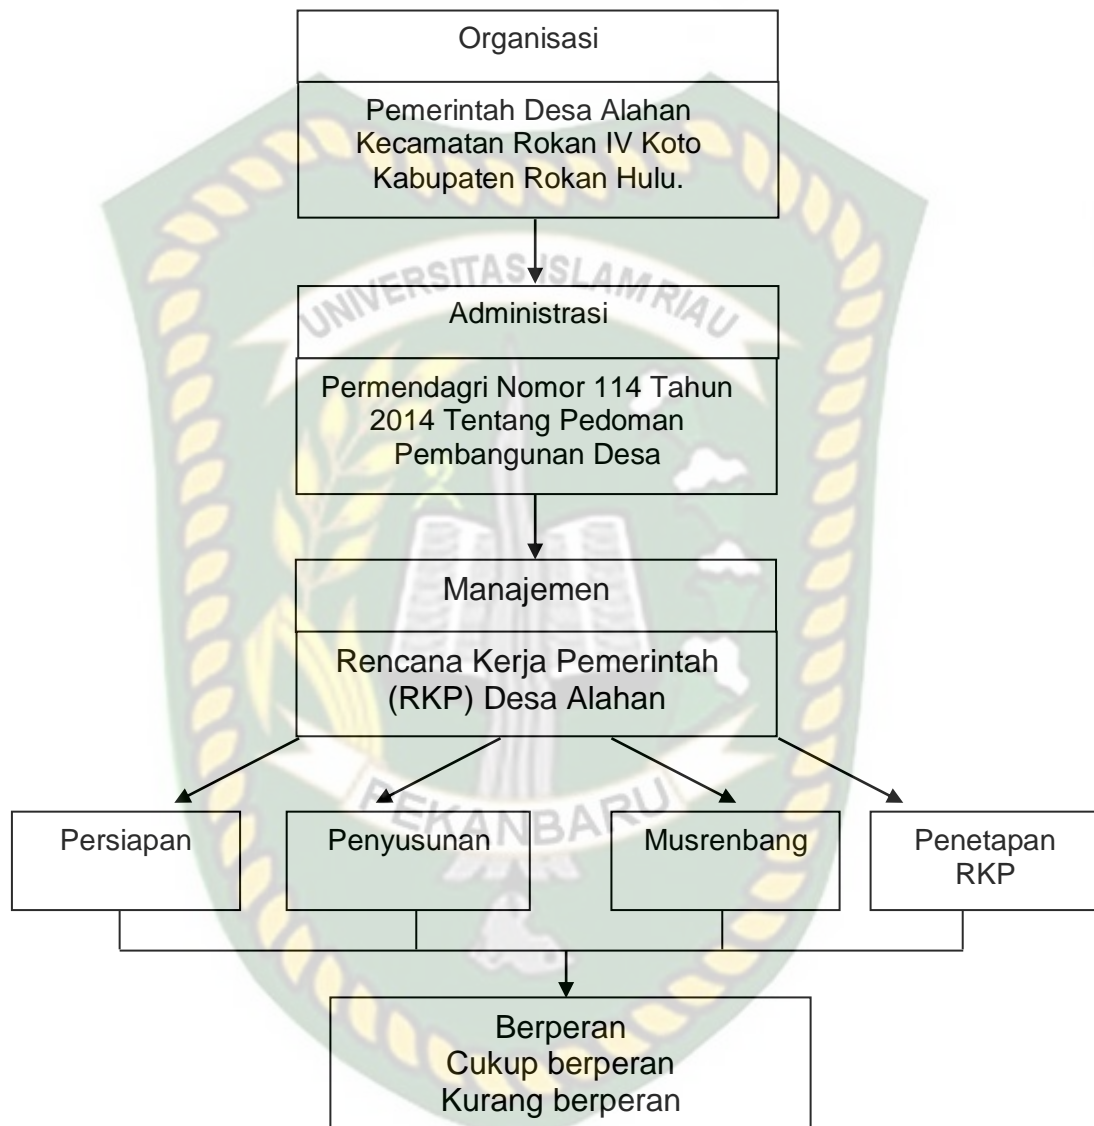 Organisasi
Pemerintah Desa Alahan
Kecamatan Rokan IV Koto
Kabupaten Rokan Hulu.
UNIVERSITAS ISLAM RIAU
Administrasi
Permendagri Nomor 114 Tahun
2014 Tentang Pedoman
Pembangunan Desa
Manajemen
Rencana Kerja Pemerintah
(RKP) Desa Alahan
PEKANBARU
Persiapan
Penyusunan
Musrenbang
Penetapan
RKP
Berperan
Cukup berperan
Kurang berperan